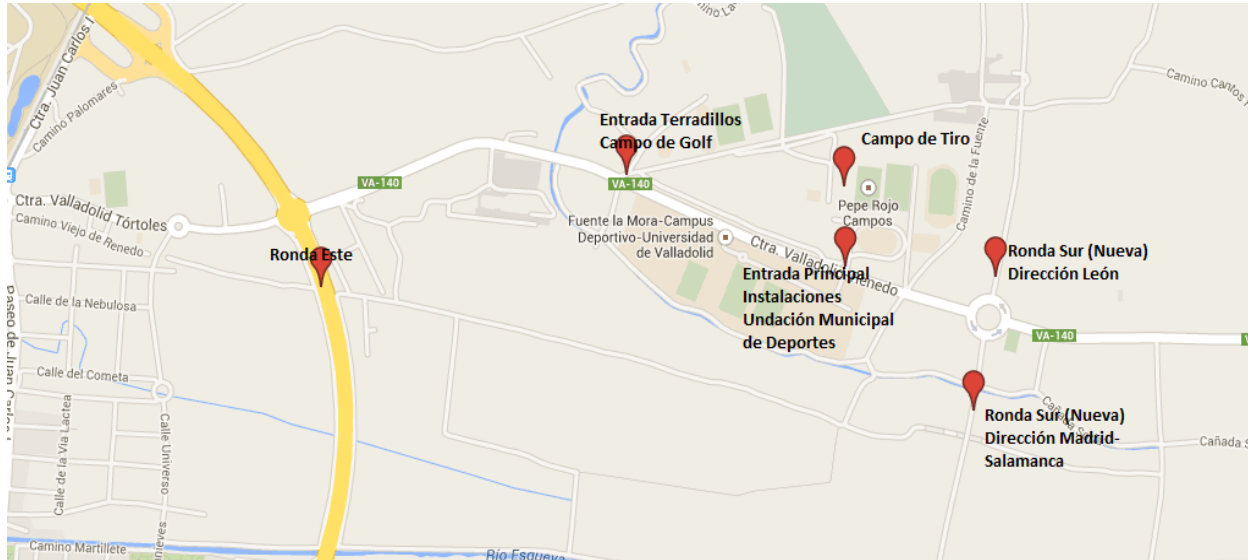 Ctra. Juan Carlos I
Camino Palomares
Camino
Camino Cantos
Entrada Terradillos
Campo de Golf
Campo de Tiro
VA-140
VA-140
Camino de la Fuente
Pepe Rojo
Campos
Ctra. Valladolid Tórtoles
Camino Viejo de Renedo
Fuente la Mora-Campus
Deportivo-Universidad
de Valladolid
Ctra. Valladolid Renedo
Ronda Este
Ronda Sur (Nueva)
Dirección León
Entrada Principal
Instalaciones
Undación Municipal
de Deportes
Calle de la Nebulosa
Paseo de Juan Carlos I
VA-140
Calle del Cometa
Calle de la Vía Láctea
Calle Universo
Ronda Sur (Nueva)
Dirección Madrid-
Salamanca
Cañada
Cañada S
Camino Martillete
Río Esgueva